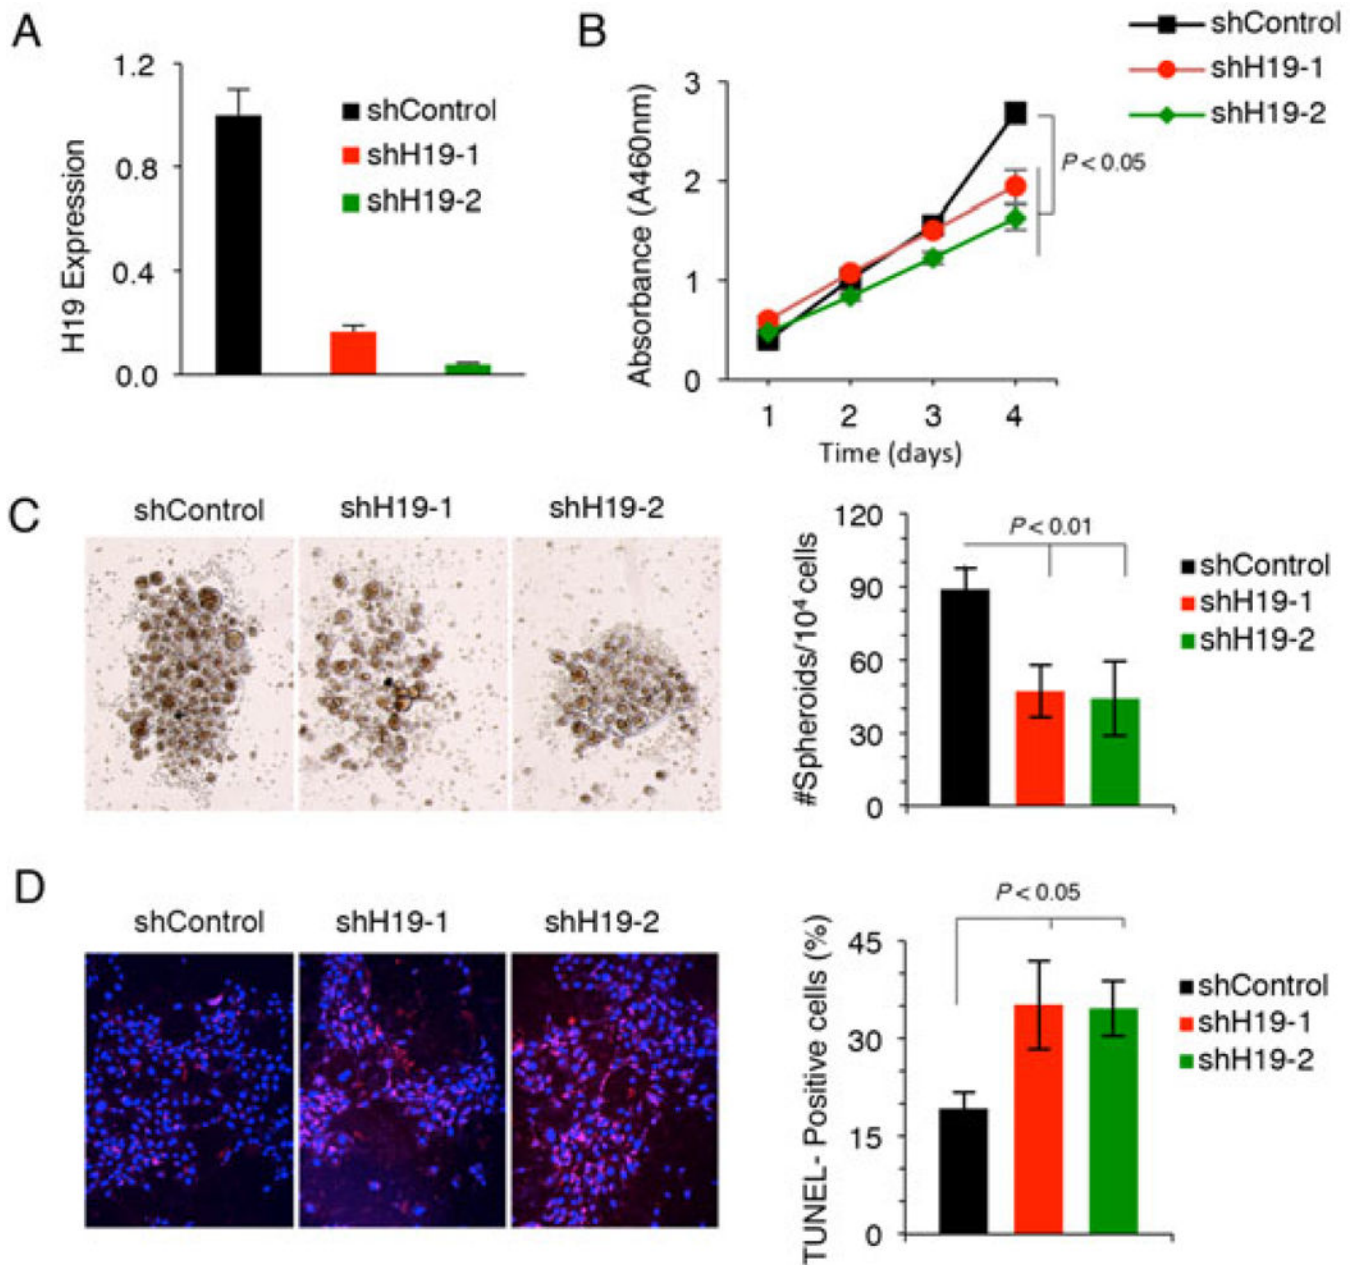 A
H19 Expression
1.2
0.8
0.4
0.0
shControl
shH19-1
shH19-2
B
Absorbance (A460nm)
3
2
1
0
1 2 3 4
Time (days)
P < 0.05
shControl
shH19-1
shH19-2
C
shControl shH19-1 shH19-2
#Spheroids/10⁴ cells
120
90
60
30
0
P < 0.01
shControl
shH19-1
shH19-2
D
shControl shH19-1 shH19-2
TUNEL- Positive cells (%)
45
30
15
0
P < 0.05
shControl
shH19-1
shH19-2